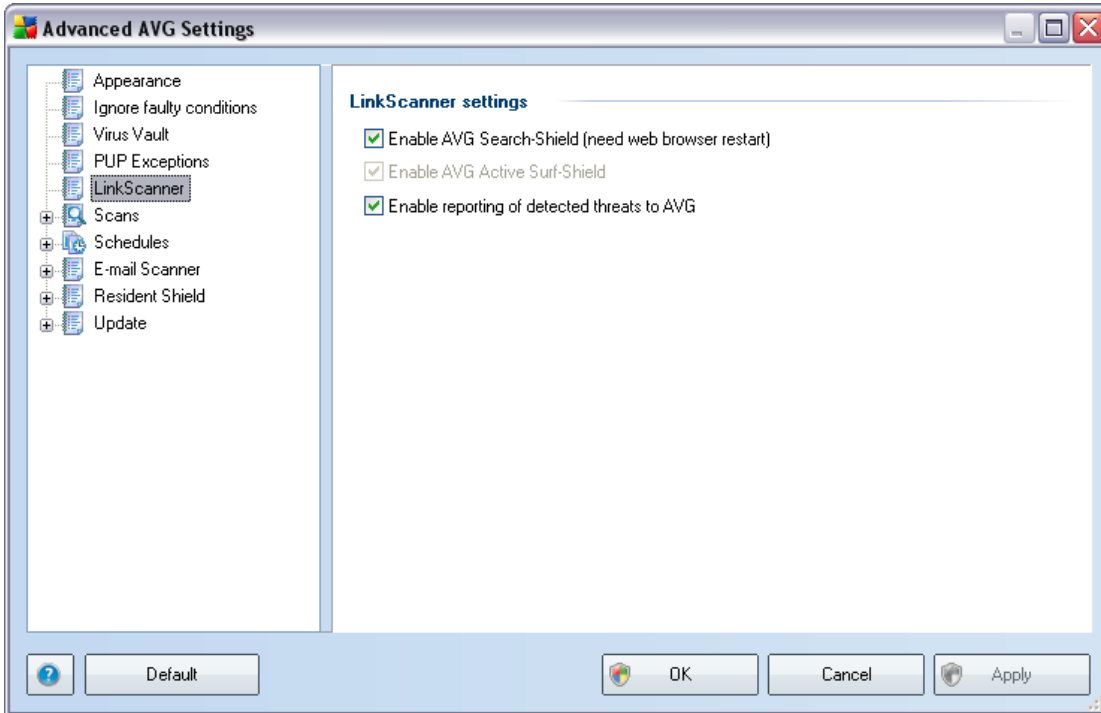 Advanced AVG Settings
Appearance
Ignore faulty conditions
Virus Vault
PUP Exceptions
LinkScanner
Scans
Schedules
E-mail Scanner
Resident Shield
Update
LinkScanner settings
Enable AVG Search-Shield (need web browser restart)
Enable AVG Active Surf-Shield
Enable reporting of detected threats to AVG
Default
OK
Cancel
Apply